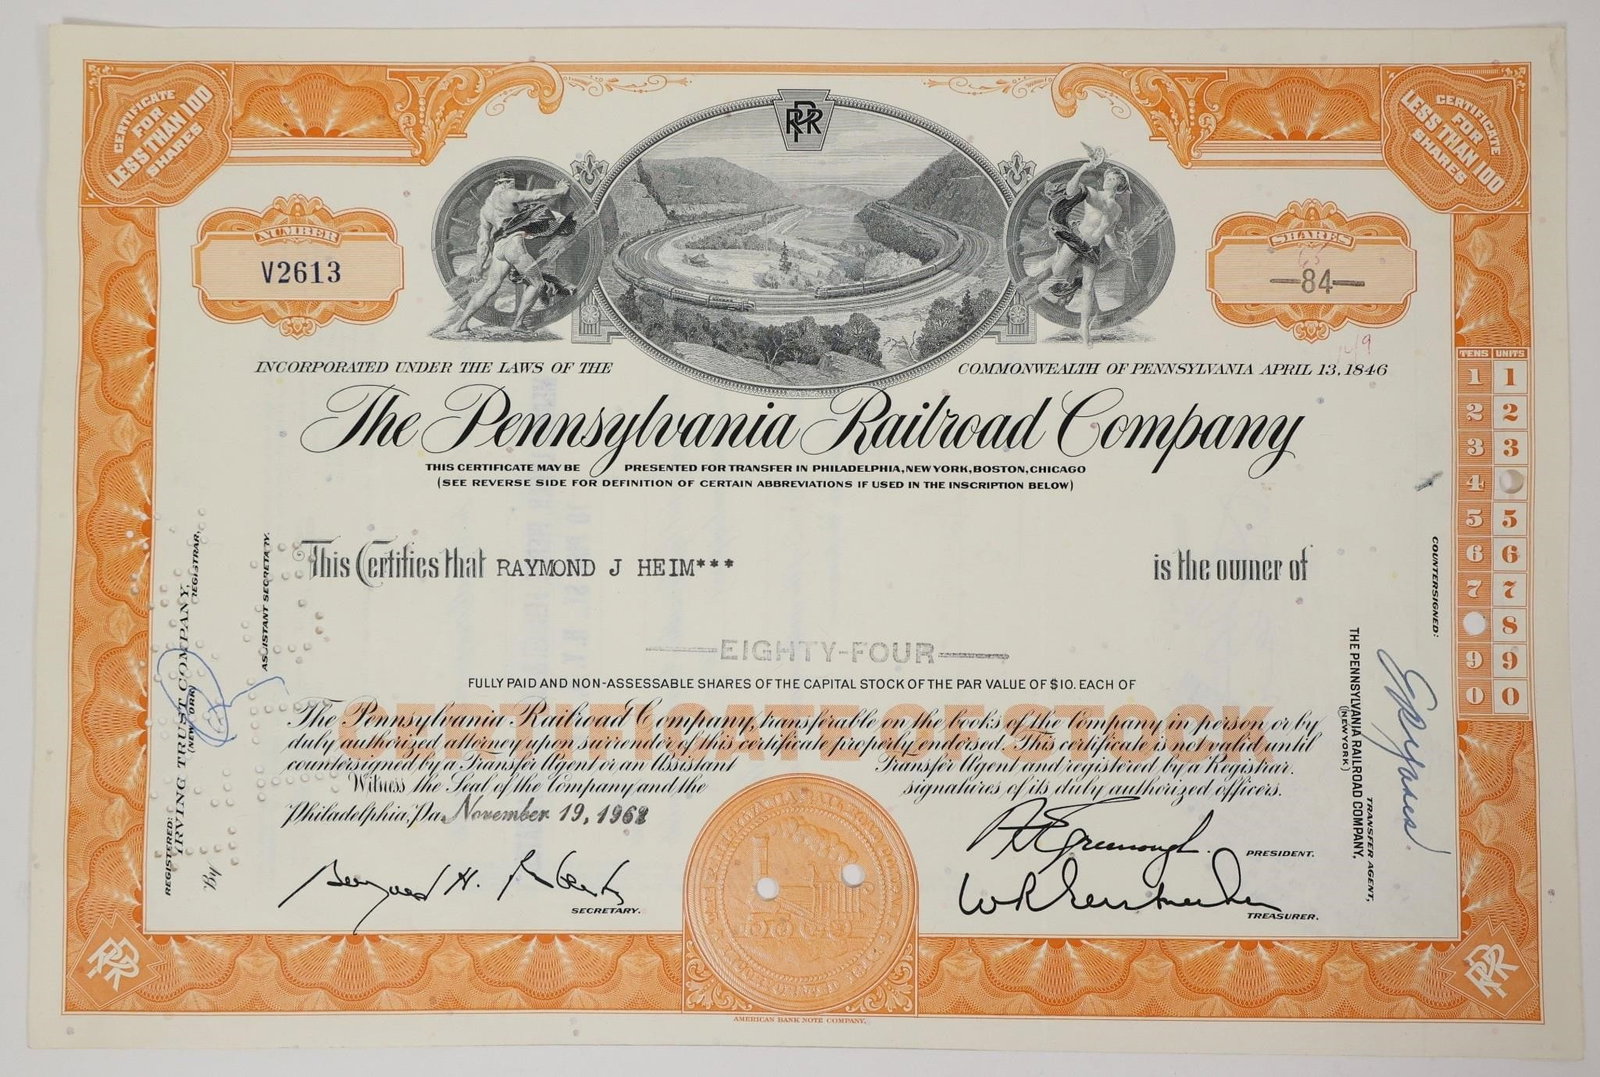 CERTIFICATE
FOR
LESS THAN 100
SHARES
PRR
CERTIFICATE
FOR
LESS THAN 100
SHARES
NUMBER
V2613
SHARES
65
—84—
149
INCORPORATED UNDER THE LAWS OF THE COMMONWEALTH OF PENNSYLVANIA APRIL 13, 1846
The Pennsylvania Railroad Company
THIS CERTIFICATE MAY BE PRESENTED FOR TRANSFER IN PHILADELPHIA, NEW YORK, BOSTON, CHICAGO
(SEE REVERSE SIDE FOR DEFINITION OF CERTAIN ABBREVIATIONS IF USED IN THE INSCRIPTION BELOW)
TENS UNITS
1 1
2 2
3 3
4
5 5
6 6
7 7
8
9 9
0 0
This Certifies that RAYMOND J HEIM*** is the owner of
EIGHTY-FOUR
FULLY PAID AND NON-ASSESSABLE SHARES OF THE CAPITAL STOCK OF THE PAR VALUE OF $10. EACH OF
CERTIFICATE OF STOCK
The Pennsylvania Railroad Company, transferable on the books of the Company in person or by
duly authorized attorney upon surrender of this certificate properly endorsed. This certificate is not valid until
countersigned by a Transfer Agent or an Assistant Transfer Agent and registered by a Registrar.
Witness the Seal of the Company and the signatures of its duly authorized officers.
Philadelphia, Pa. November 19, 1962
SECRETARY.
PRESIDENT.
TREASURER.
REGISTERED:
IRVING TRUST COMPANY,
(NEW YORK)
REGISTRAR,
By
ASSISTANT SECRETARY.
COUNTERSIGNED:
THE PENNSYLVANIA RAILROAD COMPANY,
(NEW YORK)
TRANSFER AGENT,
PRR
PRR
AMERICAN BANK NOTE COMPANY.